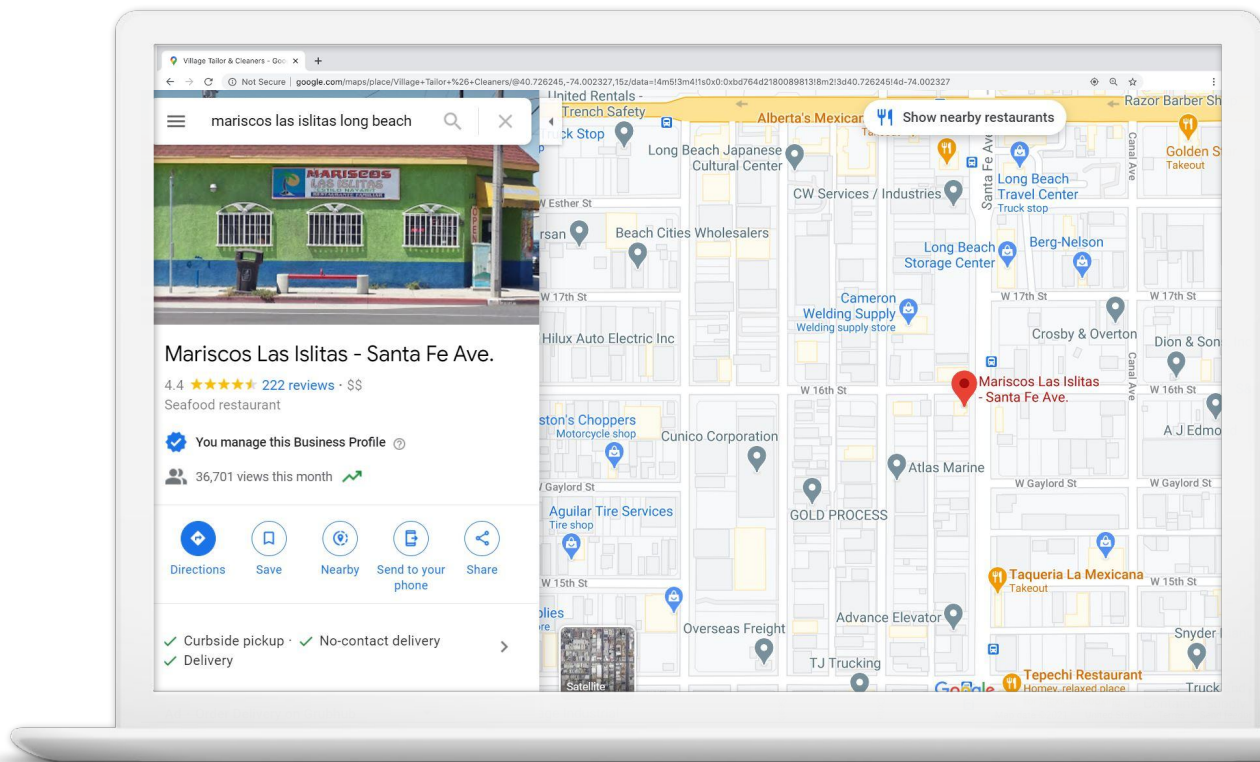 Village Tailor & Cleaners - Goo
Not Secure | google.com/maps/place/Village+Tailor+%26+Cleaners/@40.726245,-74.002327,15z/data=!4m5!3m4!1s0x0:0xbd764d2180089813!8m2!3d40.726245!4d-74.002327
mariscos las islitas long beach
MARISCOS
LAS ISLITAS
OPEN
Mariscos Las Islitas - Santa Fe Ave.
4.4 222 reviews · $$
Seafood restaurant
You manage this Business Profile
36,701 views this month
Directions
Save
Nearby
Send to your
phone
Share
Curbside pickup · No-contact delivery
Delivery
United Rentals -
Trench Safety
Truck Stop
Alberta's Mexican
Show nearby restaurants
Razor Barber Sh
Golden S
Takeout
Canal Ave
Santa Fe Ave
Long Beach Japanese
Cultural Center
CW Services / Industries
Long Beach
Travel Center
Truck stop
W Esther St
rsan
Beach Cities Wholesalers
Long Beach
Storage Center
Berg-Nelson
W 17th St
W 17th St
W 17th St
Cameron
Welding Supply
Welding supply store
Hilux Auto Electric Inc
Crosby & Overton
Dion & Son
Canal Ave
Mariscos Las Islitas
- Santa Fe Ave.
W 16th St
W 16th St
ston's Choppers
Motorcycle shop
Cunico Corporation
A J Edmo
Atlas Marine
Gaylord St
W Gaylord St
W Gaylord St
GOLD PROCESS
Aguilar Tire Services
Tire shop
Taqueria La Mexicana
Takeout
W 15th St
W 15th St
plies
Overseas Freight
Advance Elevator
Snyder
TJ Trucking
Satellite
Google
Tepechi Restaurant
Homey, relaxed place
Truck